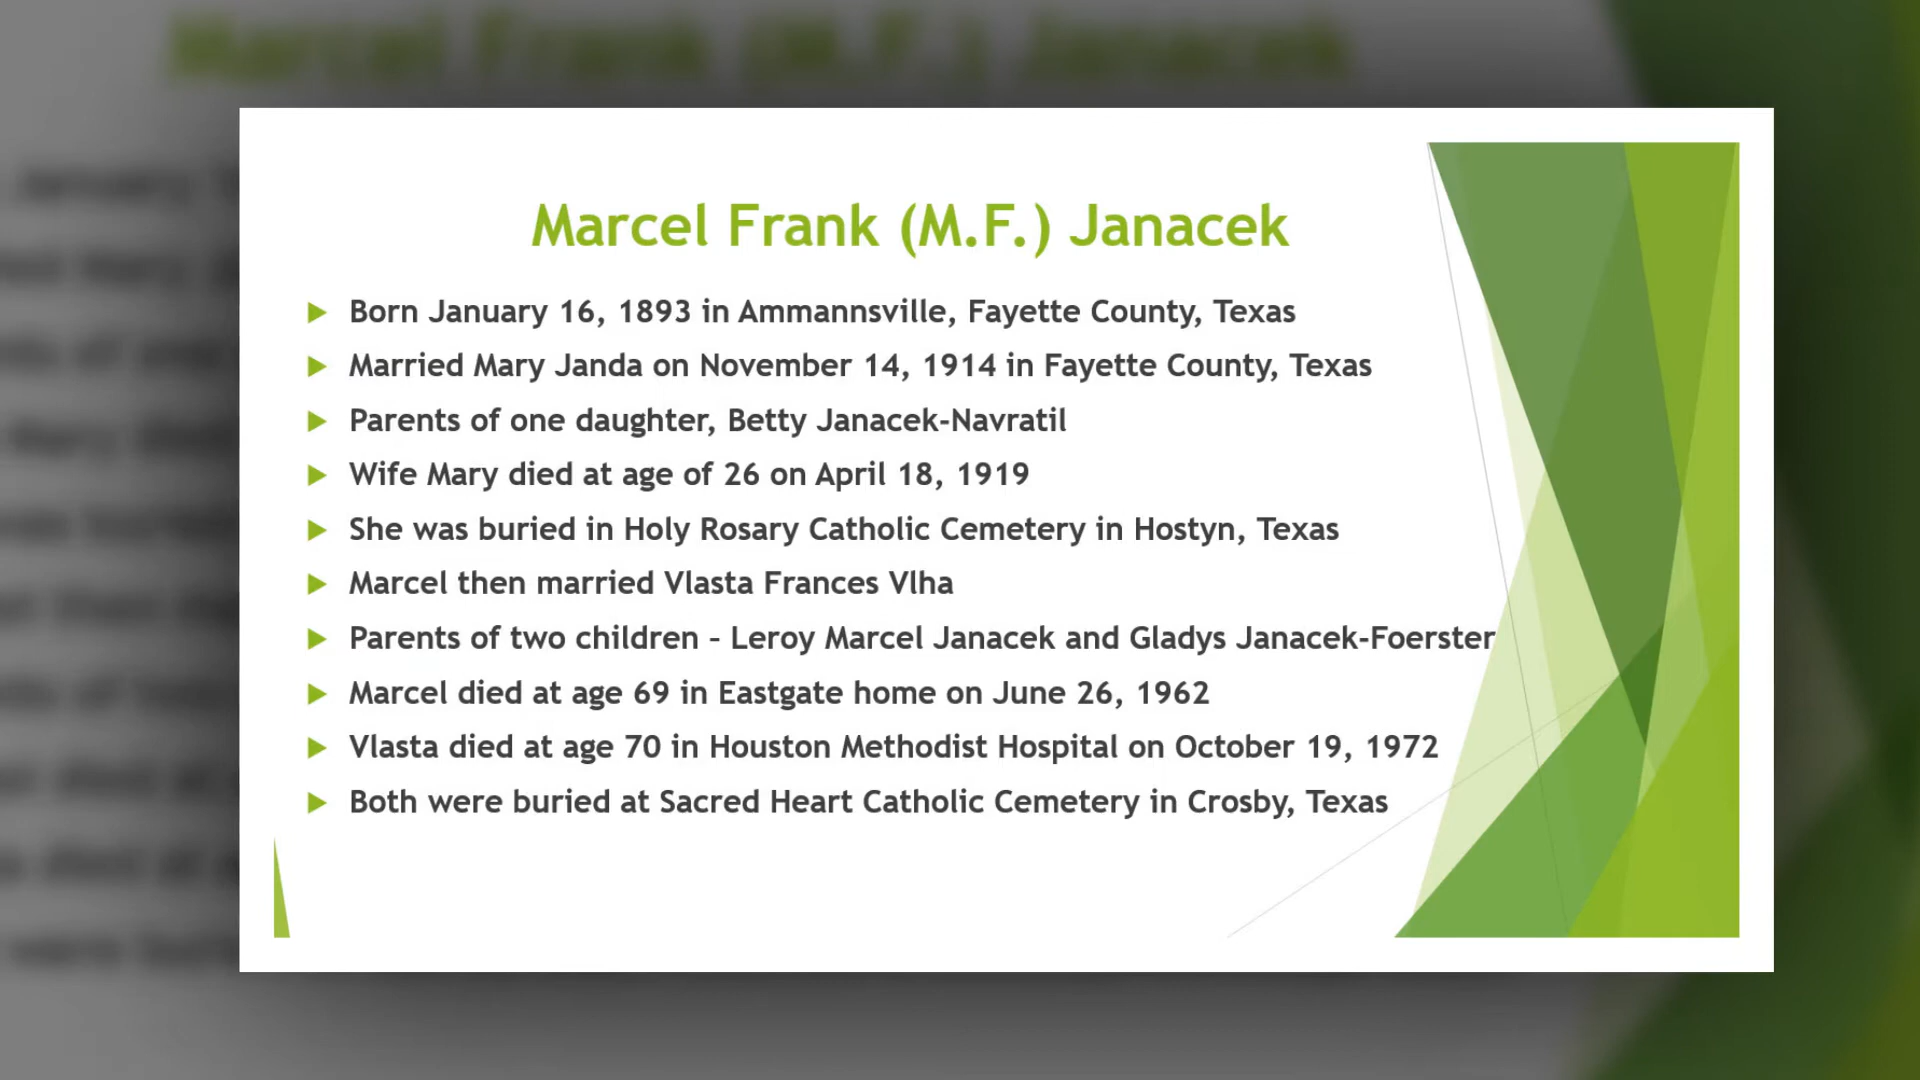 Marcel Frank (M.F.) Janacek
Born January 16, 1893 in Ammannsville, Fayette County, Texas
Married Mary Janda on November 14, 1914 in Fayette County, Texas
Parents of one daughter, Betty Janacek-Navratil
Wife Mary died at age of 26 on April 18, 1919
She was buried in Holy Rosary Catholic Cemetery in Hostyn, Texas
Marcel then married Vlasta Frances Vlha
Parents of two children – Leroy Marcel Janacek and Gladys Janacek-Foerster
Marcel died at age 69 in Eastgate home on June 26, 1962
Vlasta died at age 70 in Houston Methodist Hospital on October 19, 1972
Both were buried at Sacred Heart Catholic Cemetery in Crosby, Texas